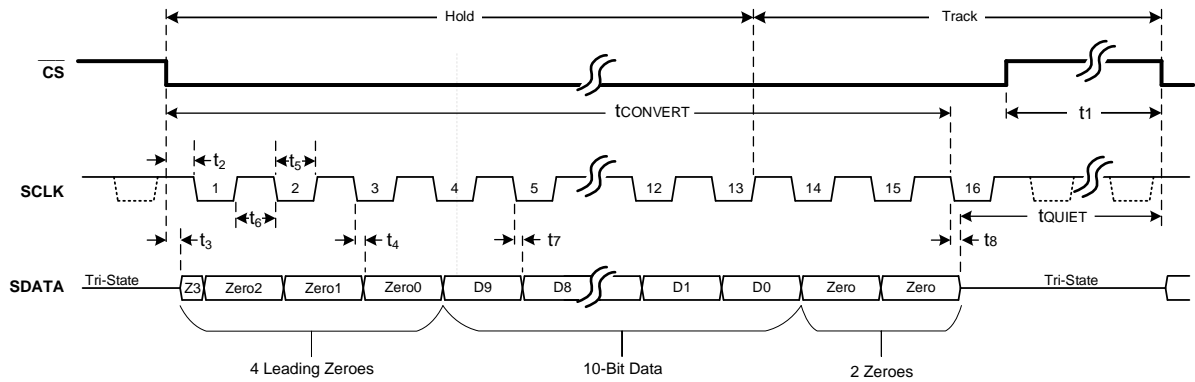 Hold Track
CS
tCONVERT t1
t2 t5
SCLK 1 2 3 4 5 12 13 14 15 16
t6 tQUIET
t3 t4 t7 t8
SDATA Tri-State Z3 Zero2 Zero1 Zero0 D9 D8 D1 D0 Zero Zero Tri-State
4 Leading Zeroes 10-Bit Data 2 Zeroes